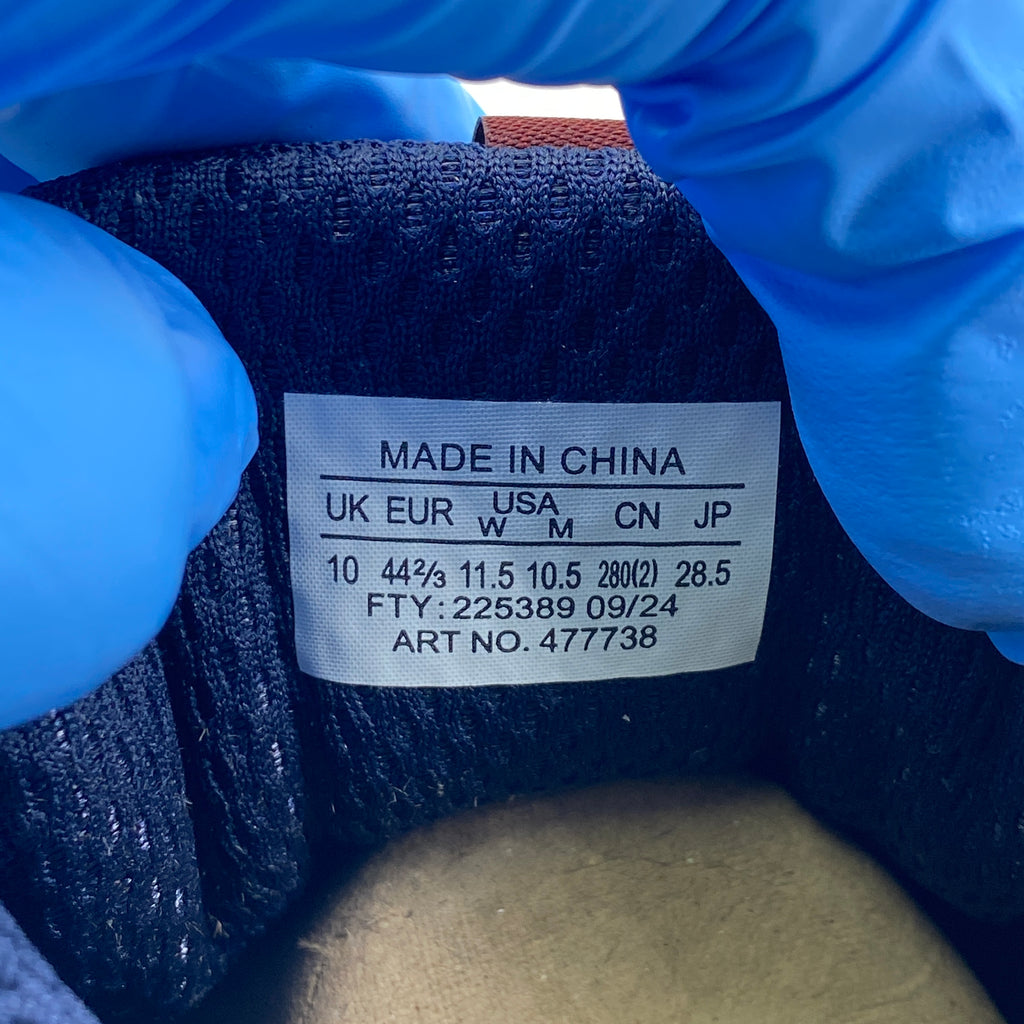 MADE IN CHINA
UK EUR USA W M CN JP
10 44⅔ 11.5 10.5 280(2) 28.5
FTY: 225389 09/24
ART NO. 477738